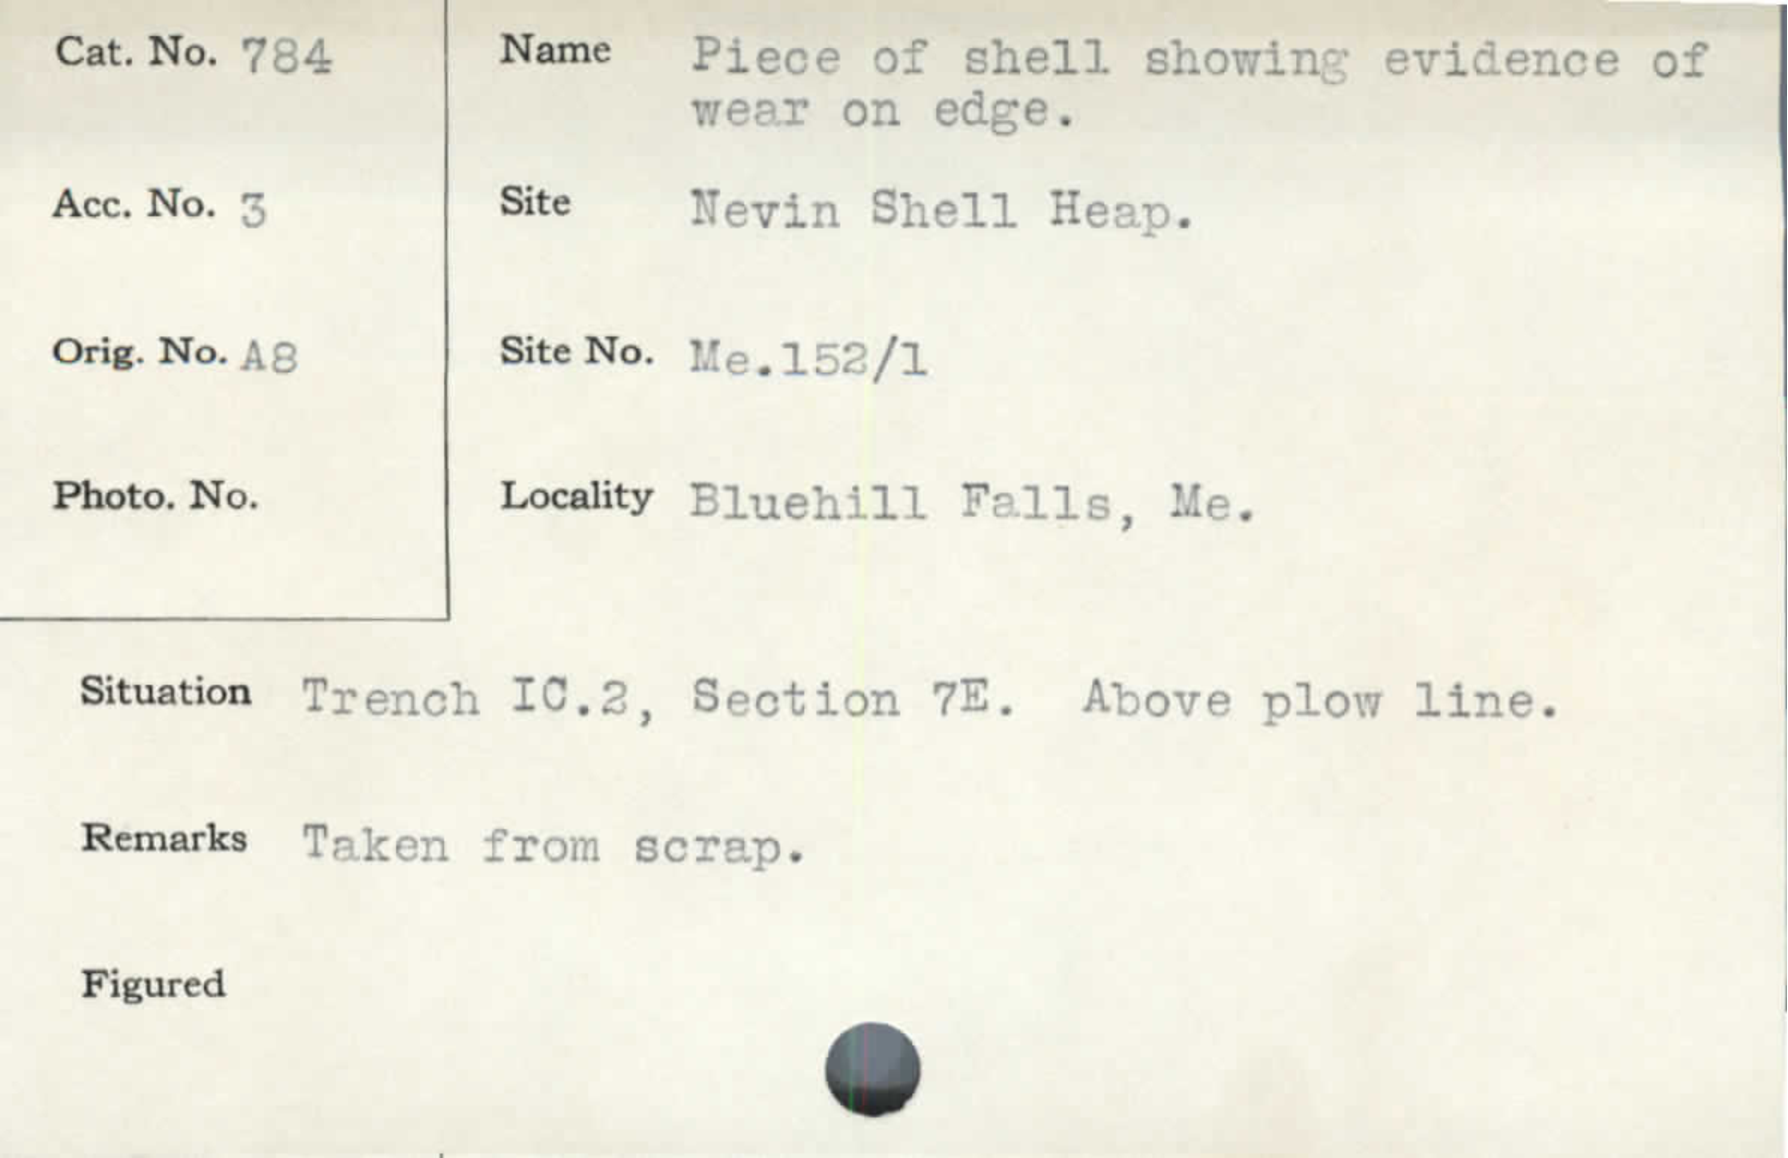 Cat. No. 784
Name Piece of shell showing evidence of
wear on edge.
Acc. No. 3
Site Nevin Shell Heap.
Orig. No. A8
Site No. Me.152/1
Photo. No.
Locality Bluehill Falls, Me.
Situation Trench IC.2, Section 7E. Above plow line.
Remarks Taken from scrap.
Figured